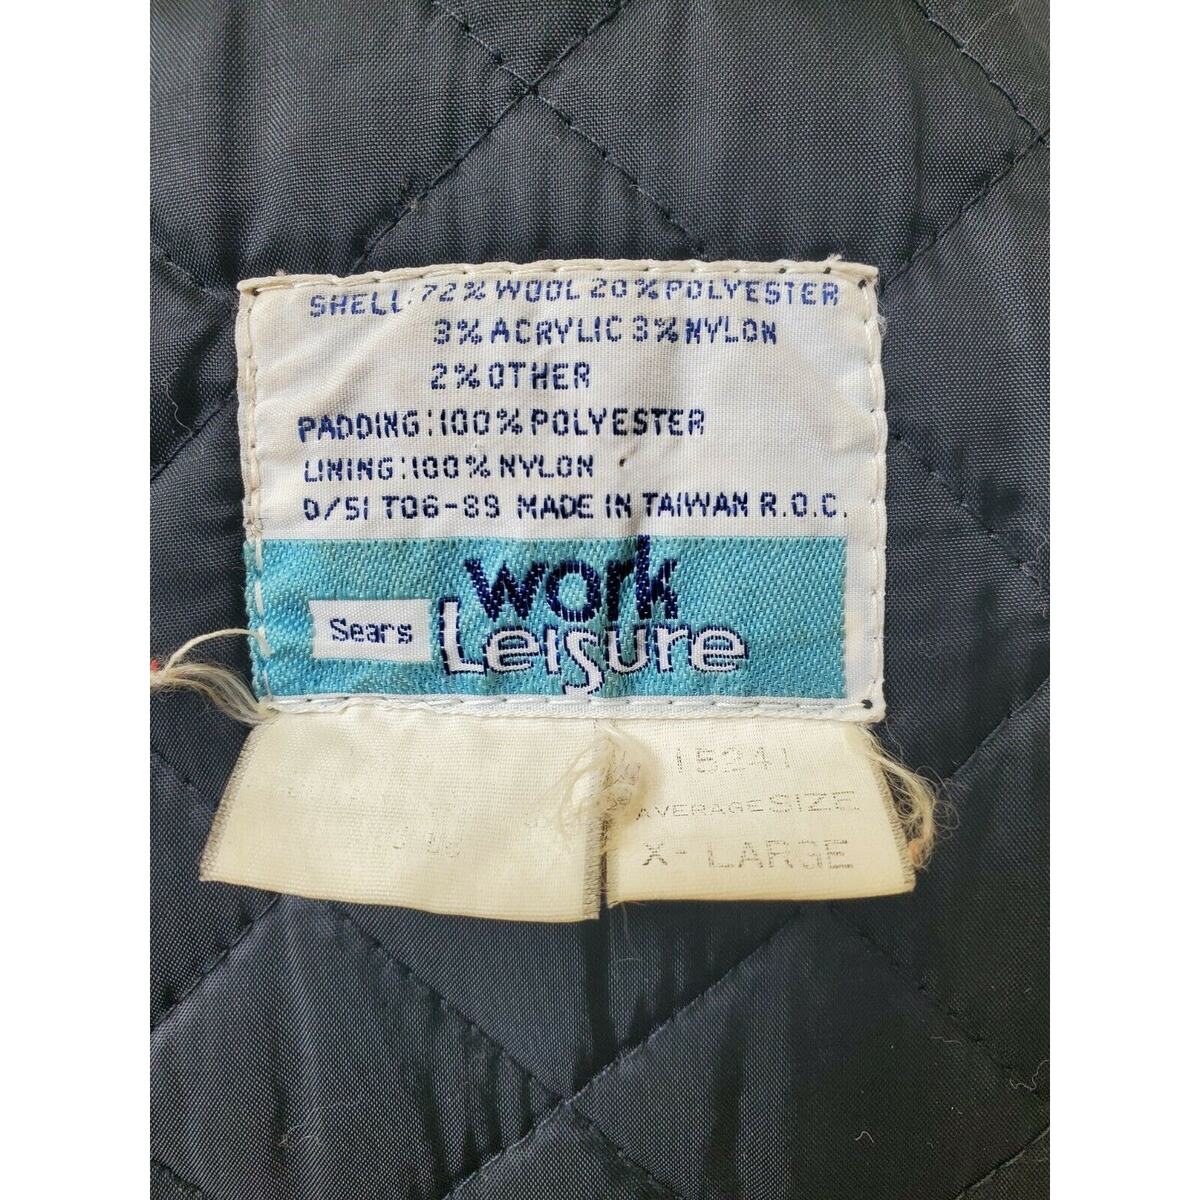 SHELL:72% WOOL 20% POLYESTER
3% ACRYLIC 3% NYLON
2% OTHER
PADDING:100% POLYESTER
LINING:100% NYLON
0/SI T06-89 MADE IN TAIWAN R.O.C.
Sears
work
Leisure
15241
AVERAGE SIZE
X-LARGE